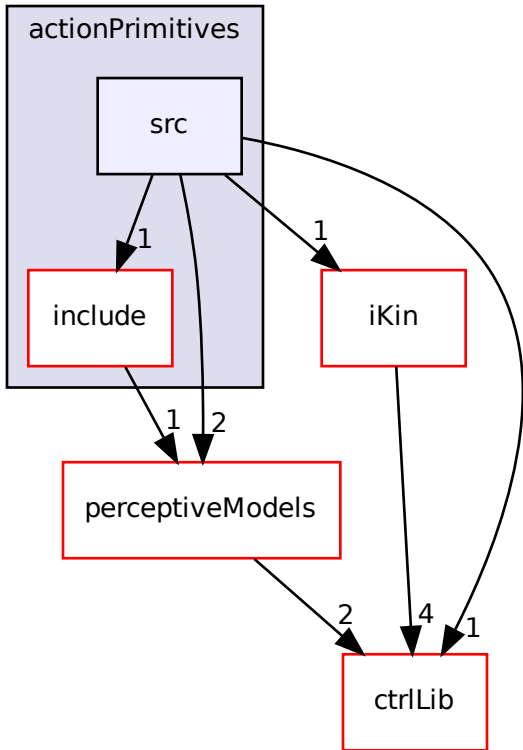 actionPrimitives
src
1
1
include
iKin
1
2
perceptiveModels
2
4
1
ctrlLib